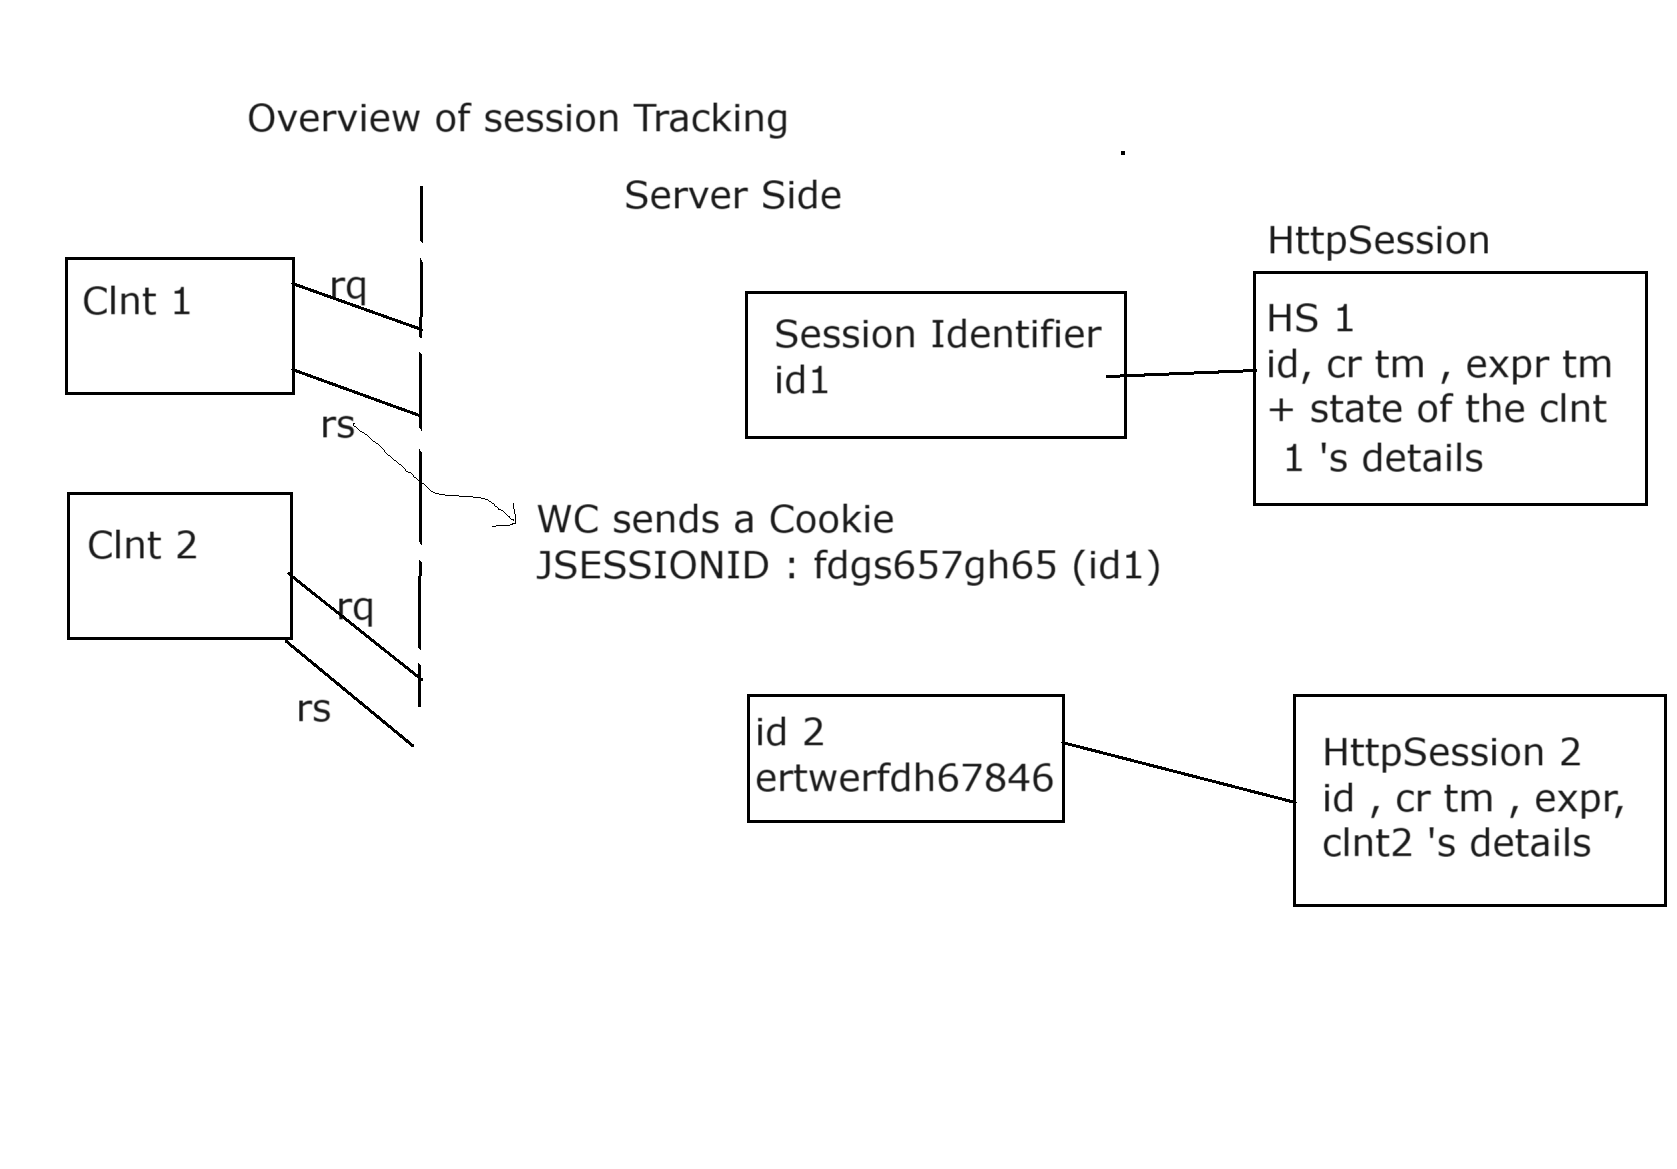 Overview of session Tracking
Server Side
Clnt 1
rq
rs
Session Identifier
id1
HttpSession
HS 1
id, cr tm , expr tm
+ state of the clnt
1 's details
WC sends a Cookie
JSESSIONID : fdgs657gh65 (id1)
Clnt 2
rq
rs
id 2
ertwerfdh67846
HttpSession 2
id , cr tm , expr,
clnt2 's details